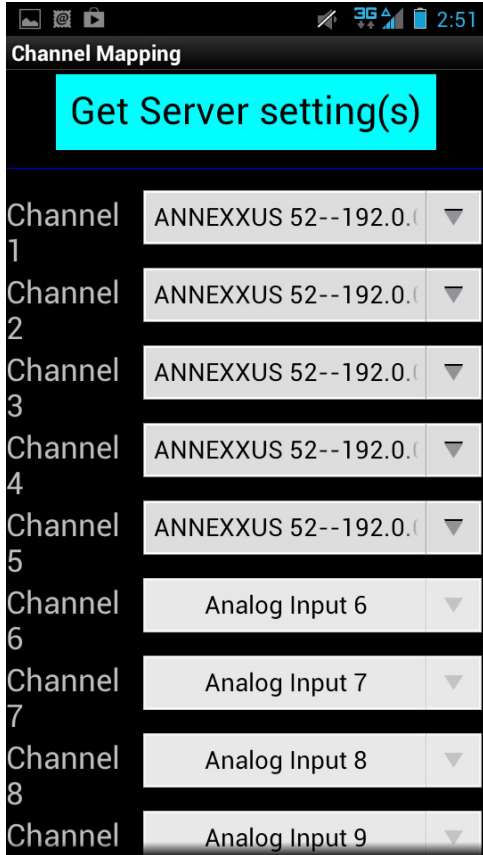 3G 2:51
Channel Mapping
Get Server setting(s)
Channel 1 ANNEXXUS 52--192.0.
Channel 2 ANNEXXUS 52--192.0.
Channel 3 ANNEXXUS 52--192.0.
Channel 4 ANNEXXUS 52--192.0.
Channel 5 ANNEXXUS 52--192.0.
Channel 6 Analog Input 6
Channel 7 Analog Input 7
Channel 8 Analog Input 8
Channel Analog Input 9